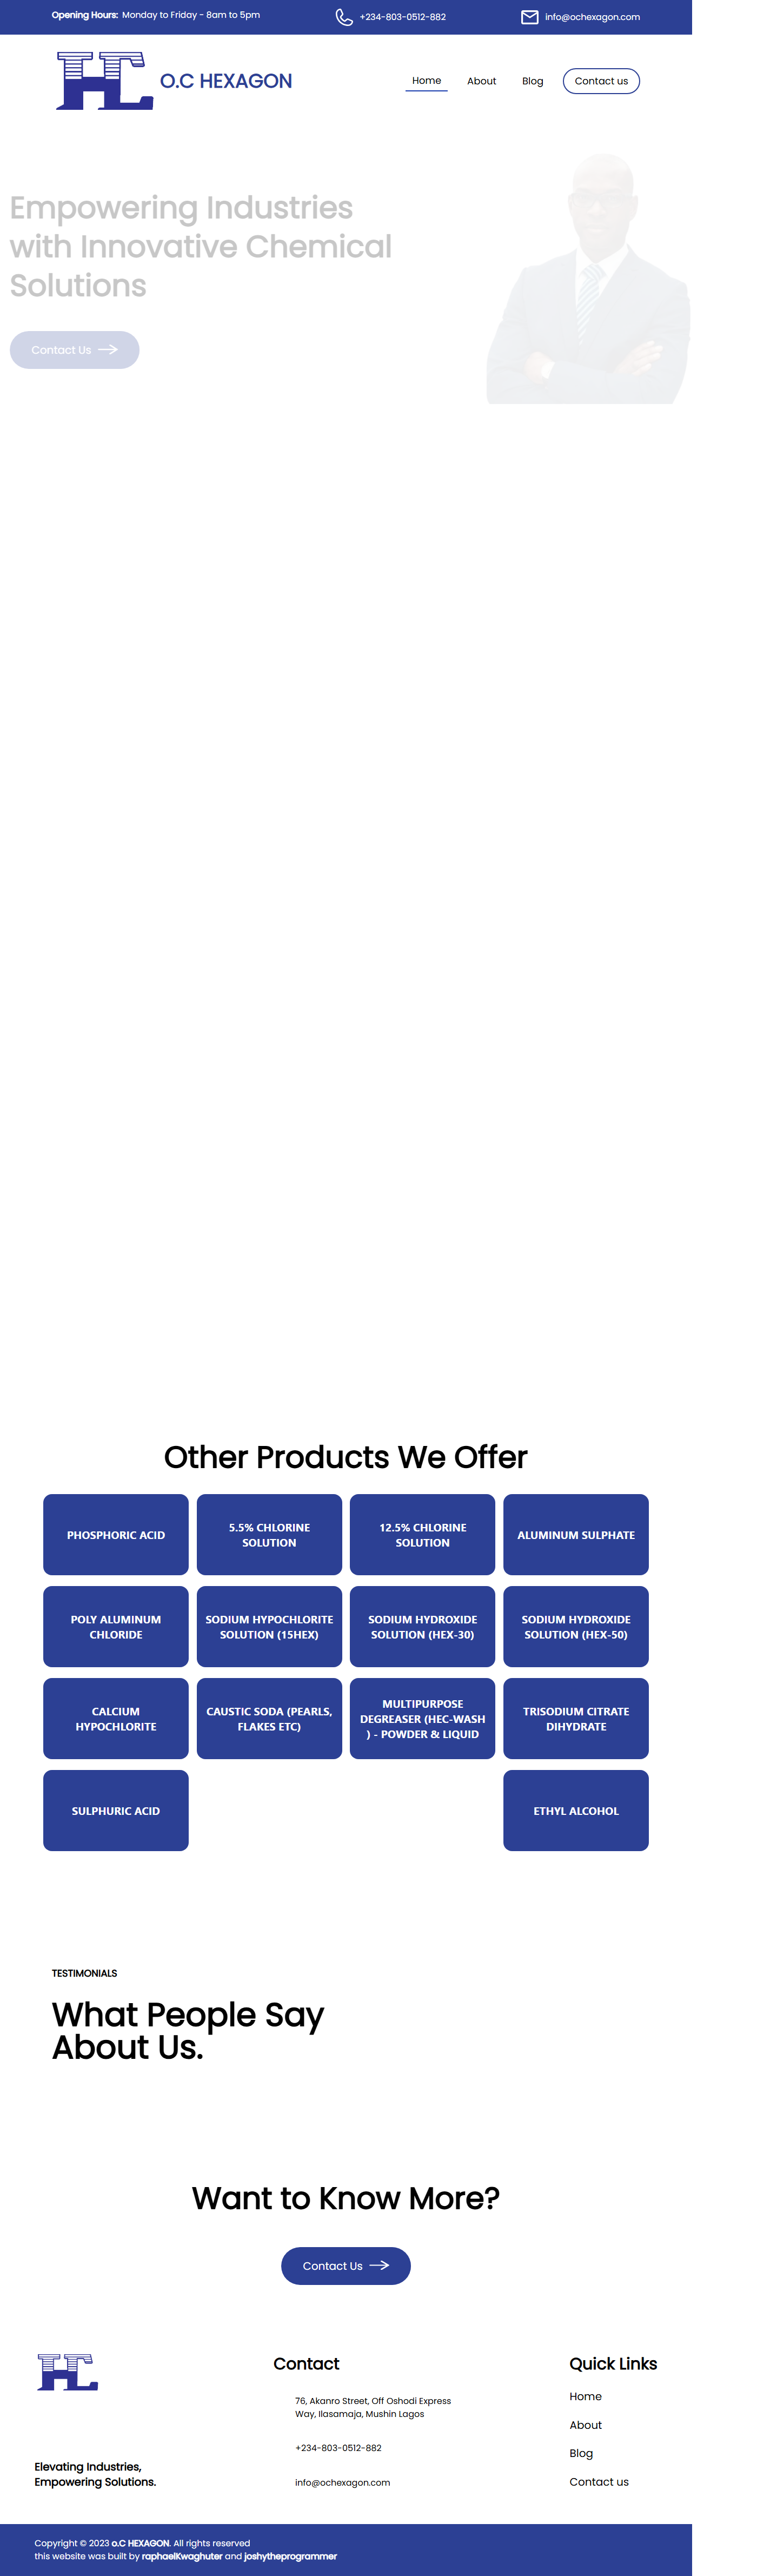 Opening Hours: Monday to Friday - 8am to 5pm
+234-803-0512-882
info@ochexagon.com
HC O.C HEXAGON
Home
About
Blog
Contact us
Empowering Industries
with Innovative Chemical
Solutions
Contact Us
Other Products We Offer
PHOSPHORIC ACID
5.5% CHLORINE
SOLUTION
12.5% CHLORINE
SOLUTION
ALUMINUM SULPHATE
POLY ALUMINUM
CHLORIDE
SODIUM HYPOCHLORITE
SOLUTION (15HEX)
SODIUM HYDROXIDE
SOLUTION (HEX-30)
SODIUM HYDROXIDE
SOLUTION (HEX-50)
CALCIUM
HYPOCHLORITE
CAUSTIC SODA (PEARLS,
FLAKES ETC)
MULTIPURPOSE
DEGREASER (HEC-WASH
) - POWDER & LIQUID
TRISODIUM CITRATE
DIHYDRATE
SULPHURIC ACID
ETHYL ALCOHOL
TESTIMONIALS
What People Say
About Us.
Want to Know More?
Contact Us
HC
Elevating Industries,
Empowering Solutions.
Contact
76, Akanro Street, Off Oshodi Express
Way, Ilasamaja, Mushin Lagos
+234-803-0512-882
info@ochexagon.com
Quick Links
Home
About
Blog
Contact us
Copyright © 2023 o.C HEXAGON. All rights reserved
this website was built by raphaelKwaghuter and joshytheprogrammer